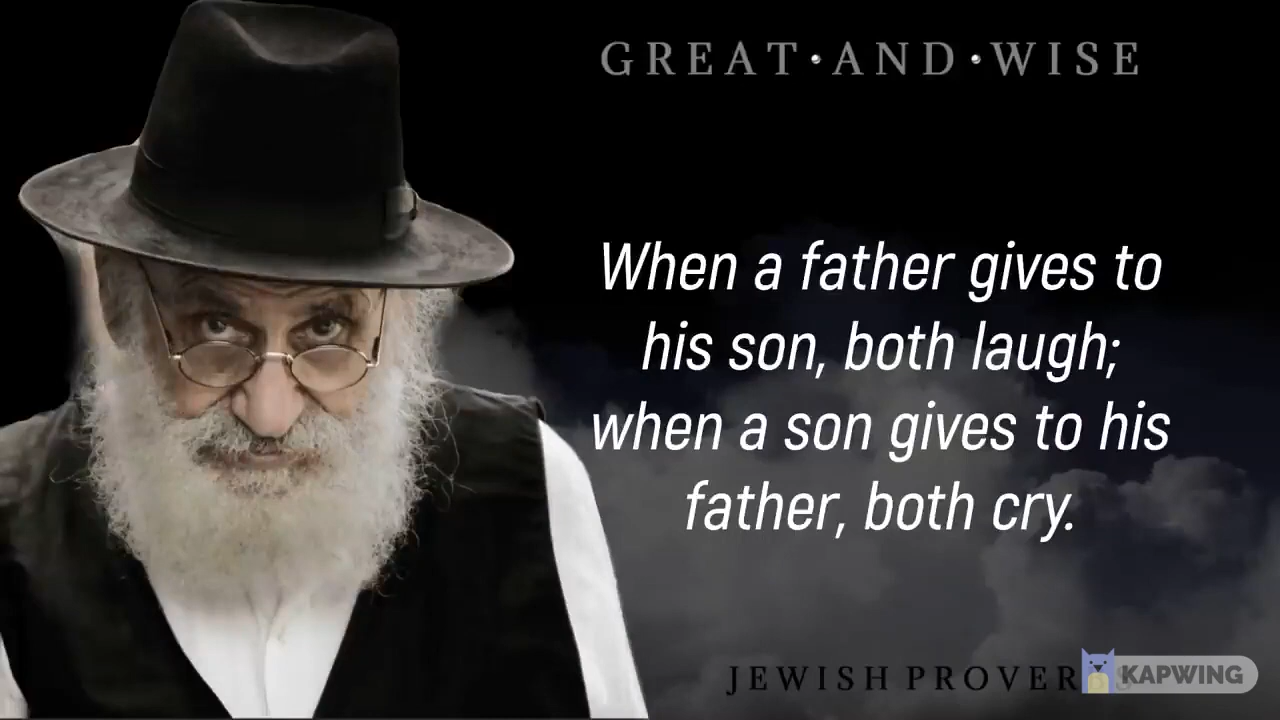 GREAT·AND·WISE
When a father gives to
his son, both laugh;
when a son gives to his
father, both cry.
JEWISH
KAPWING